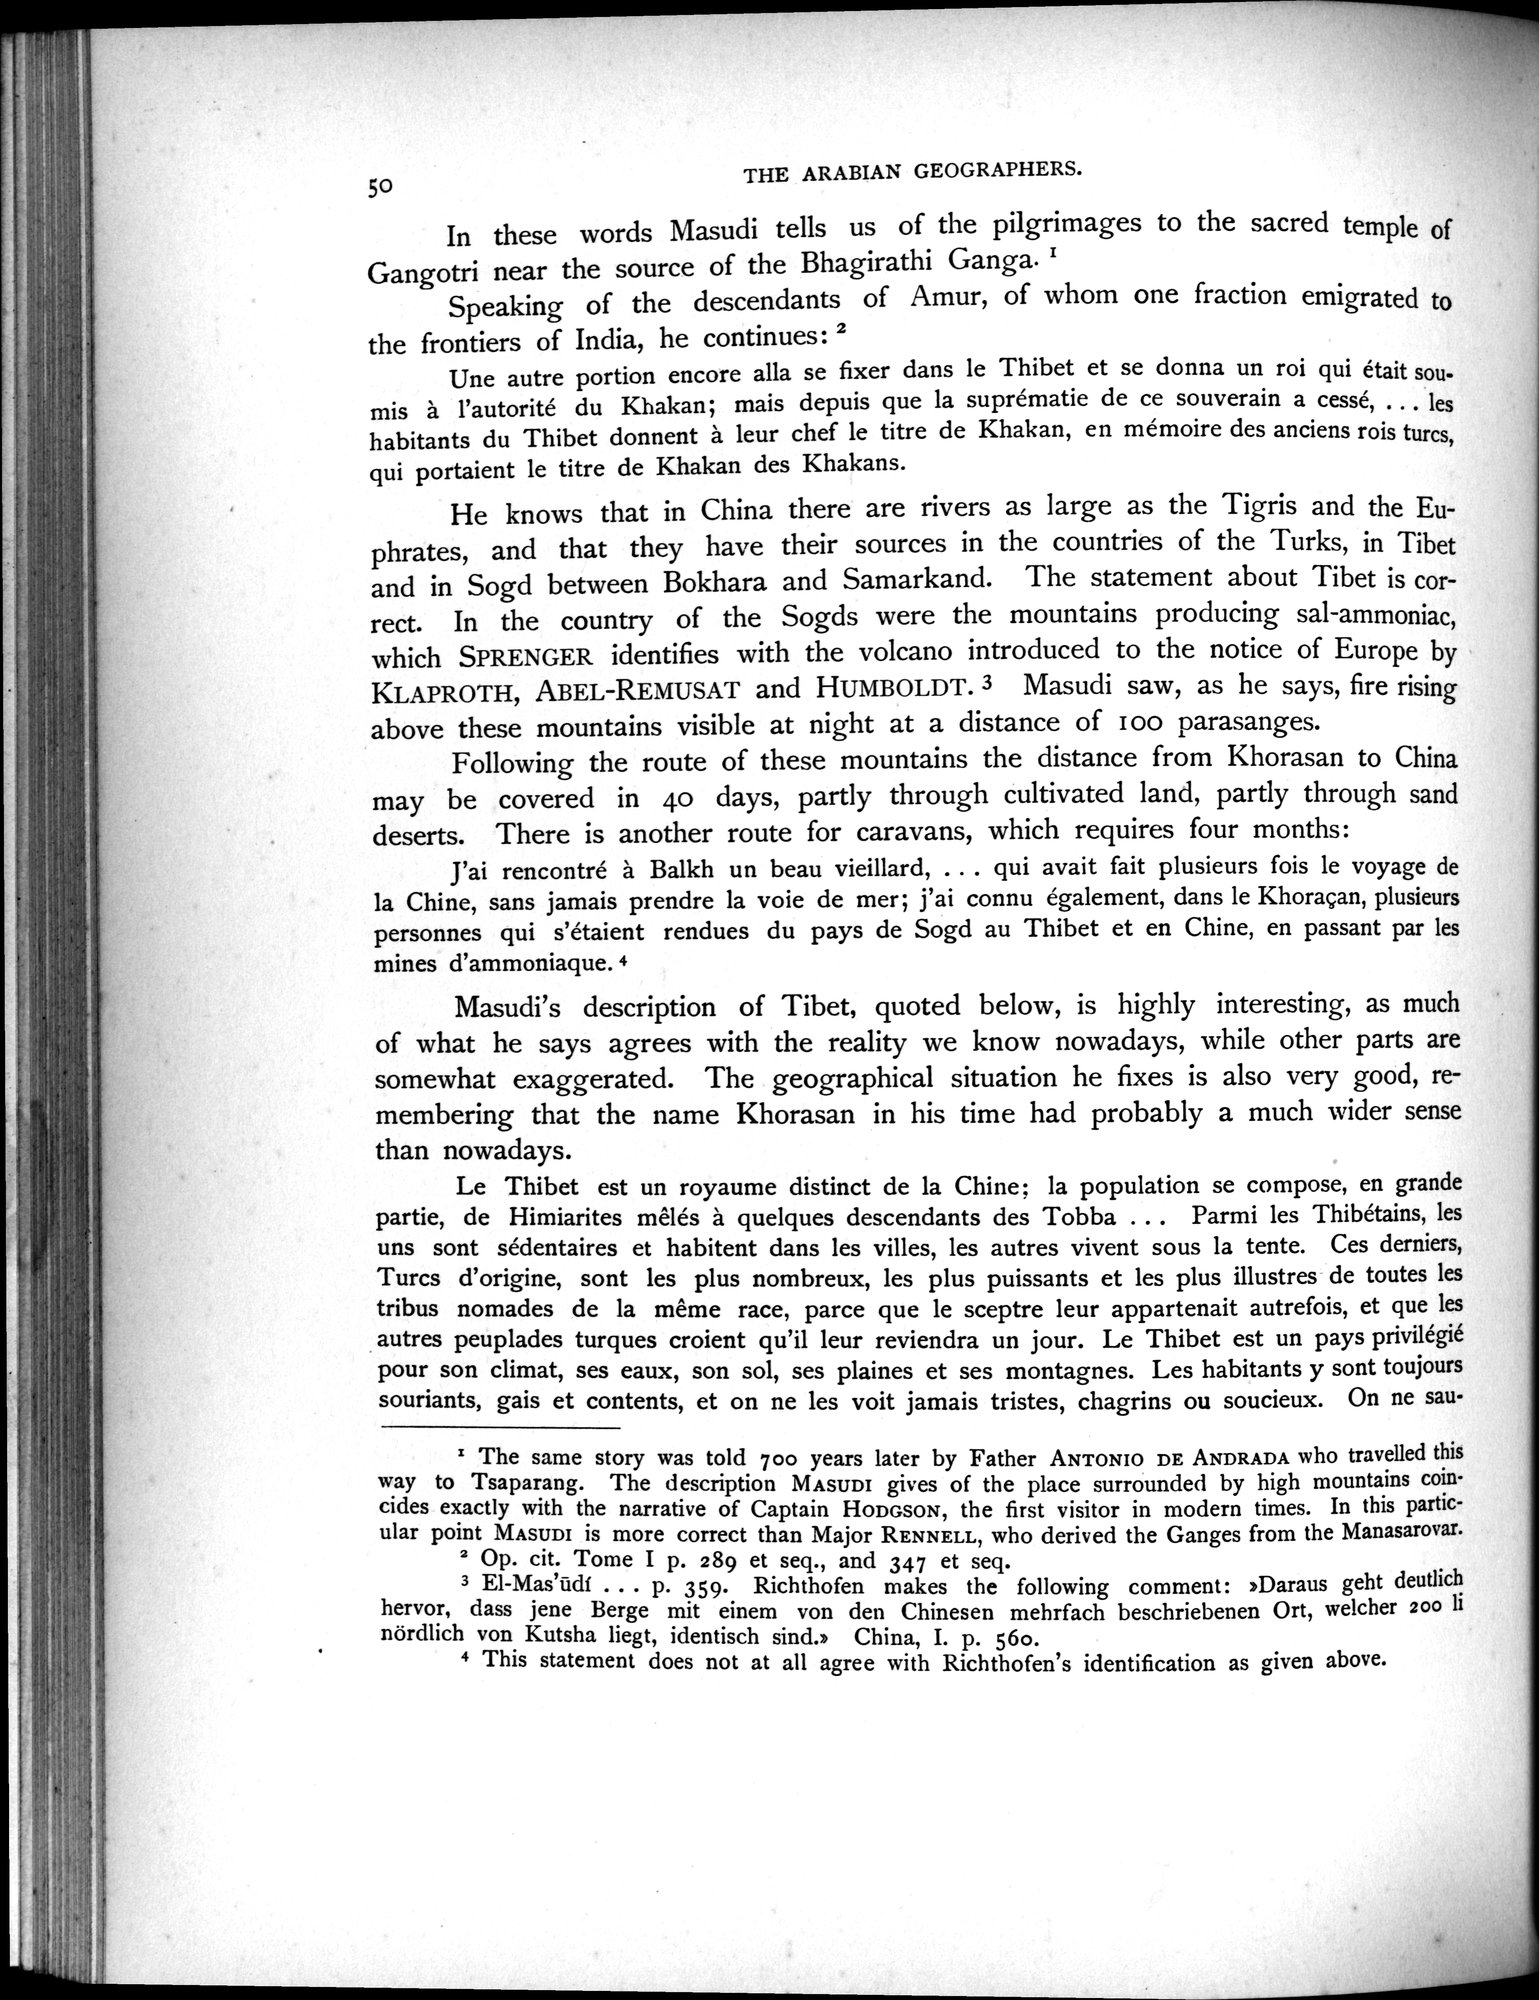 50
THE ARABIAN GEOGRAPHERS.
In these words Masudi tells us of the pilgrimages to the sacred temple of
Gangotri near the source of the Bhagirathi Ganga. ¹
Speaking of the descendants of Amur, of whom one fraction emigrated to
the frontiers of India, he continues: ²
Une autre portion encore alla se fixer dans le Thibet et se donna un roi qui était sou-
mis à l'autorité du Khakan; mais depuis que la suprématie de ce souverain a cessé, ... les
habitants du Thibet donnent à leur chef le titre de Khakan, en mémoire des anciens rois turcs,
qui portaient le titre de Khakan des Khakans.
He knows that in China there are rivers as large as the Tigris and the Eu-
phrates, and that they have their sources in the countries of the Turks, in Tibet
and in Sogd between Bokhara and Samarkand. The statement about Tibet is cor-
rect. In the country of the Sogds were the mountains producing sal-ammoniac,
which SPRENGER identifies with the volcano introduced to the notice of Europe by
KLAPROTH, ABEL-REMUSAT and HUMBOLDT. ³ Masudi saw, as he says, fire rising
above these mountains visible at night at a distance of 100 parasanges.
Following the route of these mountains the distance from Khorasan to China
may be covered in 40 days, partly through cultivated land, partly through sand
deserts. There is another route for caravans, which requires four months:
J'ai rencontré à Balkh un beau vieillard, ... qui avait fait plusieurs fois le voyage de
la Chine, sans jamais prendre la voie de mer; j'ai connu également, dans le Khoraçan, plusieurs
personnes qui s'étaient rendues du pays de Sogd au Thibet et en Chine, en passant par les
mines d'ammoniaque. ⁴
Masudi's description of Tibet, quoted below, is highly interesting, as much
of what he says agrees with the reality we know nowadays, while other parts are
somewhat exaggerated. The geographical situation he fixes is also very good, re-
membering that the name Khorasan in his time had probably a much wider sense
than nowadays.
Le Thibet est un royaume distinct de la Chine; la population se compose, en grande
partie, de Himiarites mêlés à quelques descendants des Tobba ... Parmi les Thibétains, les
uns sont sédentaires et habitent dans les villes, les autres vivent sous la tente. Ces derniers,
Turcs d'origine, sont les plus nombreux, les plus puissants et les plus illustres de toutes les
tribus nomades de la même race, parce que le sceptre leur appartenait autrefois, et que les
autres peuplades turques croient qu'il leur reviendra un jour. Le Thibet est un pays privilégié
pour son climat, ses eaux, son sol, ses plaines et ses montagnes. Les habitants y sont toujours
souriants, gais et contents, et on ne les voit jamais tristes, chagrins ou soucieux. On ne sau-
¹ The same story was told 700 years later by Father ANTONIO DE ANDRADA who travelled this
way to Tsaparang. The description MASUDI gives of the place surrounded by high mountains coin-
cides exactly with the narrative of Captain HODGSON, the first visitor in modern times. In this partic-
ular point MASUDI is more correct than Major RENNELL, who derived the Ganges from the Manasarovar.
² Op. cit. Tome I p. 289 et seq., and 347 et seq.
³ El-Mas'ūdí ... p. 359. Richthofen makes the following comment: »Daraus geht deutlich
hervor, dass jene Berge mit einem von den Chinesen mehrfach beschriebenen Ort, welcher 200 li
nördlich von Kutsha liegt, identisch sind.» China, I. p. 560.
⁴ This statement does not at all agree with Richthofen's identification as given above.